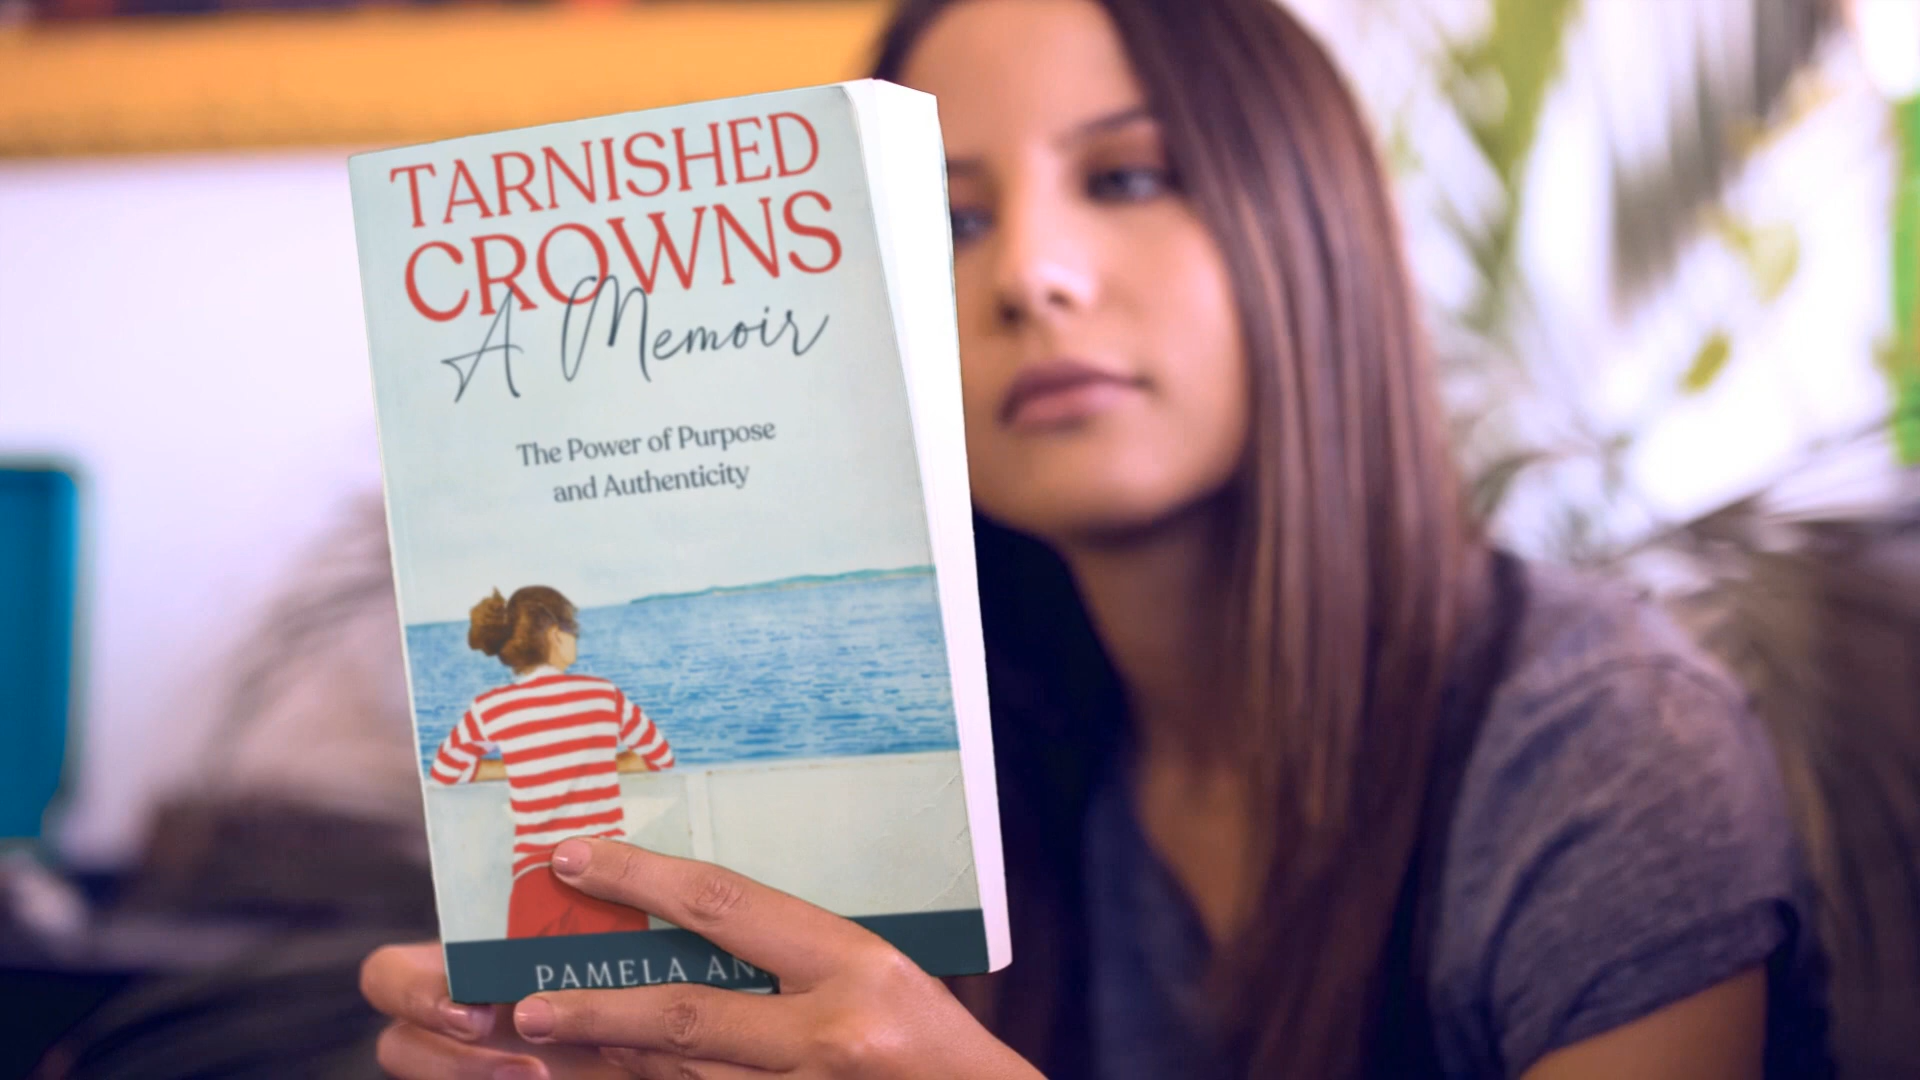 TARNISHED
CROWNS
A Memoir
The Power of Purpose
and Authenticity
PAMELA